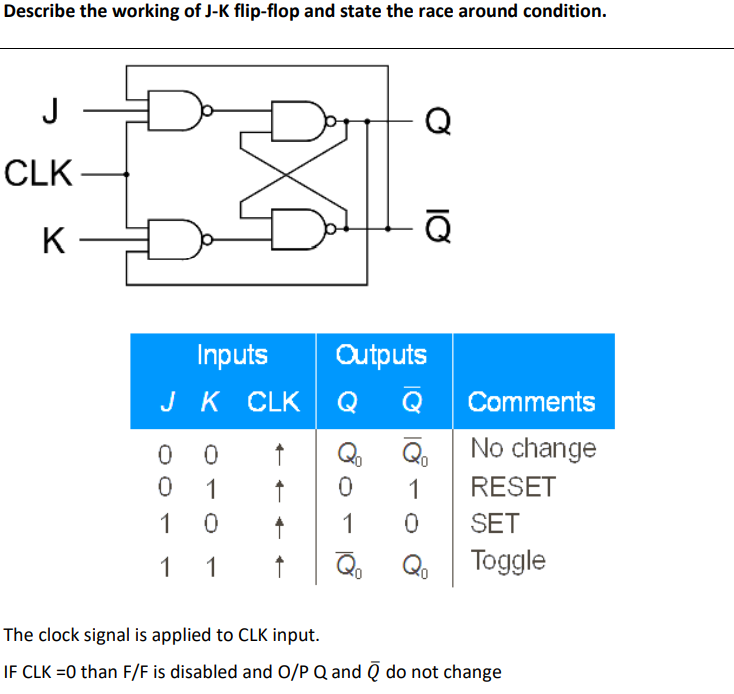 Describe the working of J-K flip-flop and state the race around condition.
J
Q
CLK
K
Q̅
Inputs Outputs
J K CLK Q Q̅ Comments
0 0 ↑ Q₀ Q̅₀ No change
0 1 ↑ 0 1 RESET
1 0 ↑ 1 0 SET
1 1 ↑ Q̅₀ Q₀ Toggle
The clock signal is applied to CLK input.
IF CLK =0 than F/F is disabled and O/P Q and Q̅ do not change